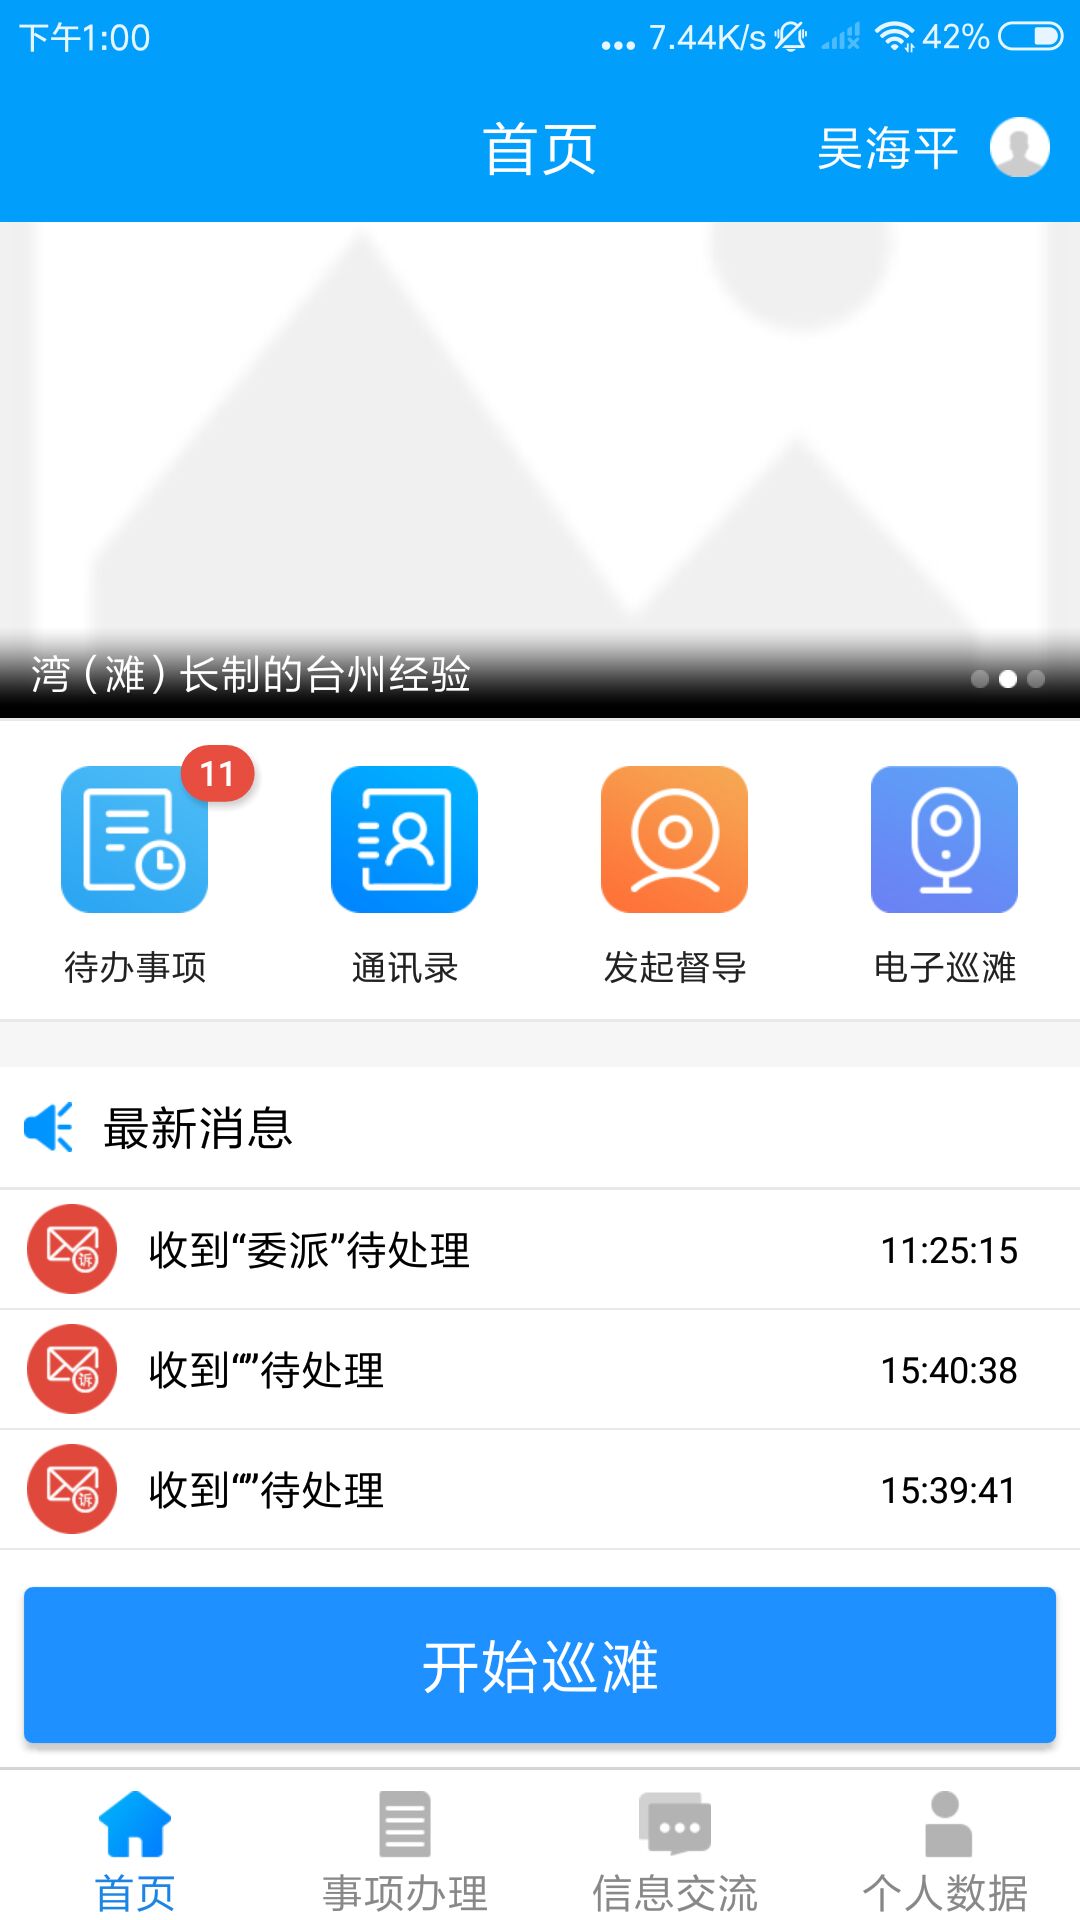 下午1:00
... 7.44K/s 42%
首页
吴海平
湾（滩）长制的台州经验
11
待办事项
通讯录
发起督导
电子巡滩
最新消息
诉
收到“委派”待处理
11:25:15
诉
收到“”待处理
15:40:38
诉
收到“”待处理
15:39:41
开始巡滩
首页
事项办理
信息交流
个人数据